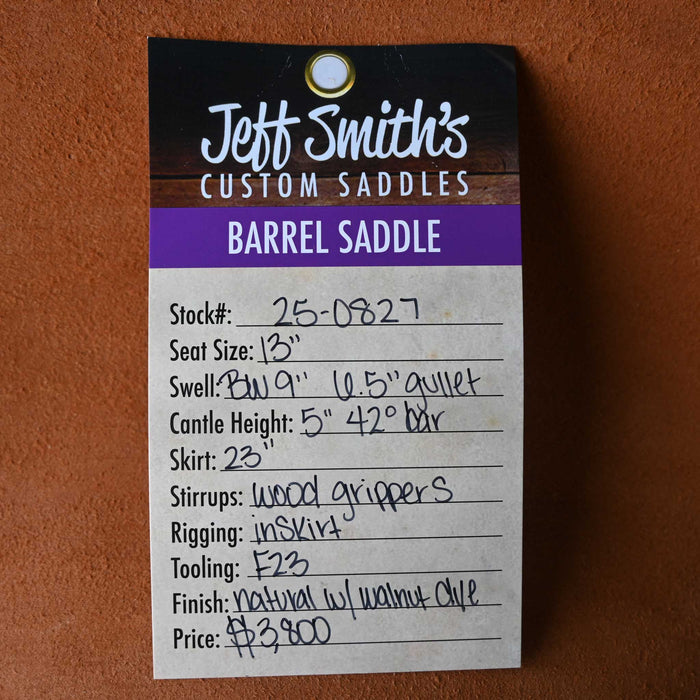 Jeff Smith's
CUSTOM SADDLES
BARREL SADDLE
Stock#: 25-0827
Seat Size: 13"
Swell: BW 9" 6.5" gullet
Cantle Height: 5" 42° bar
Skirt: 23"
Stirrups: wood grippers
Rigging: inskirt
Tooling: F23
Finish: natural w/ walnut dye
Price: $3,800